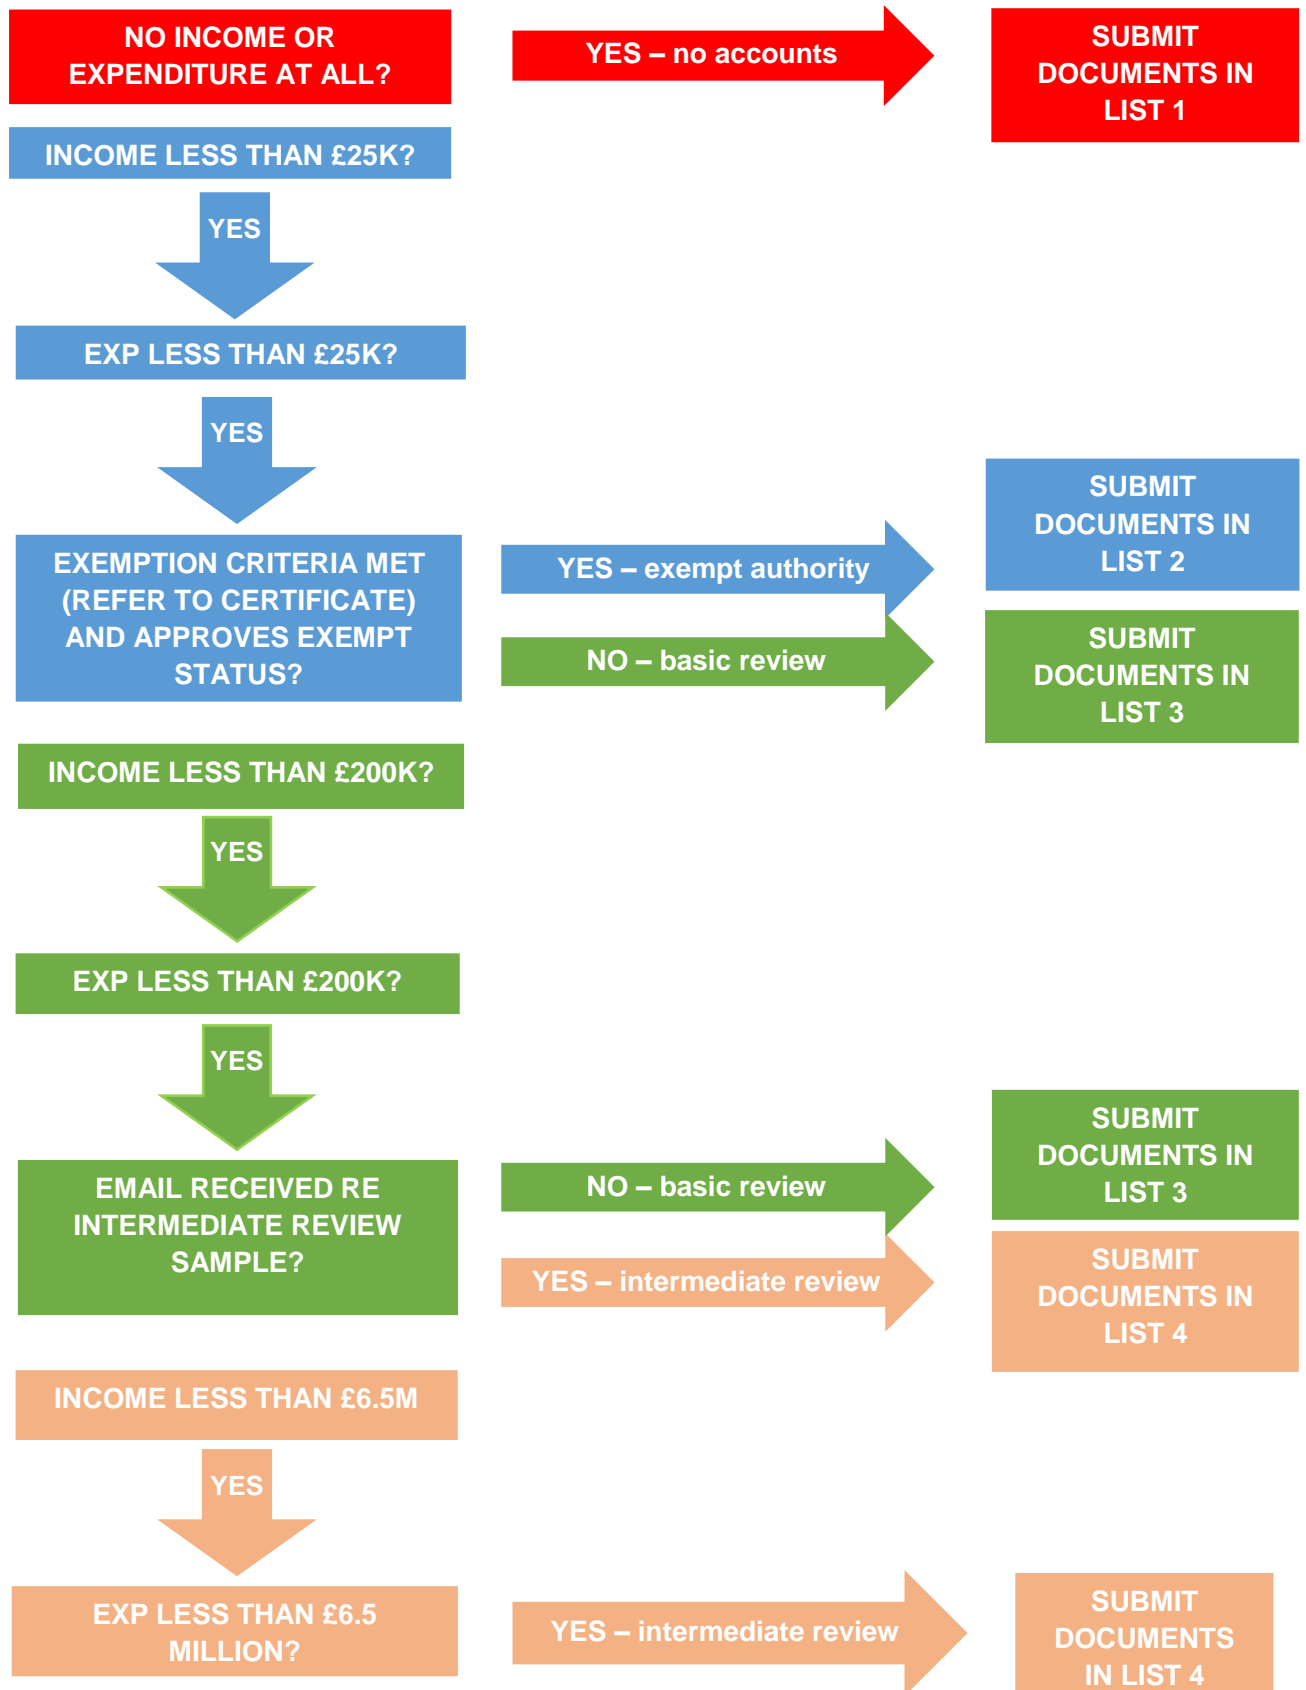 NO INCOME OR
EXPENDITURE AT ALL?
YES – no accounts
SUBMIT
DOCUMENTS IN
LIST 1
INCOME LESS THAN £25K?
YES
EXP LESS THAN £25K?
YES
EXEMPTION CRITERIA MET
(REFER TO CERTIFICATE)
AND APPROVES EXEMPT
STATUS?
YES – exempt authority
SUBMIT
DOCUMENTS IN
LIST 2
NO – basic review
SUBMIT
DOCUMENTS IN
LIST 3
INCOME LESS THAN £200K?
YES
EXP LESS THAN £200K?
YES
EMAIL RECEIVED RE
INTERMEDIATE REVIEW
SAMPLE?
NO – basic review
SUBMIT
DOCUMENTS IN
LIST 3
YES – intermediate review
SUBMIT
DOCUMENTS IN
LIST 4
INCOME LESS THAN £6.5M
YES
EXP LESS THAN £6.5
MILLION?
YES – intermediate review
SUBMIT
DOCUMENTS
IN LIST 4